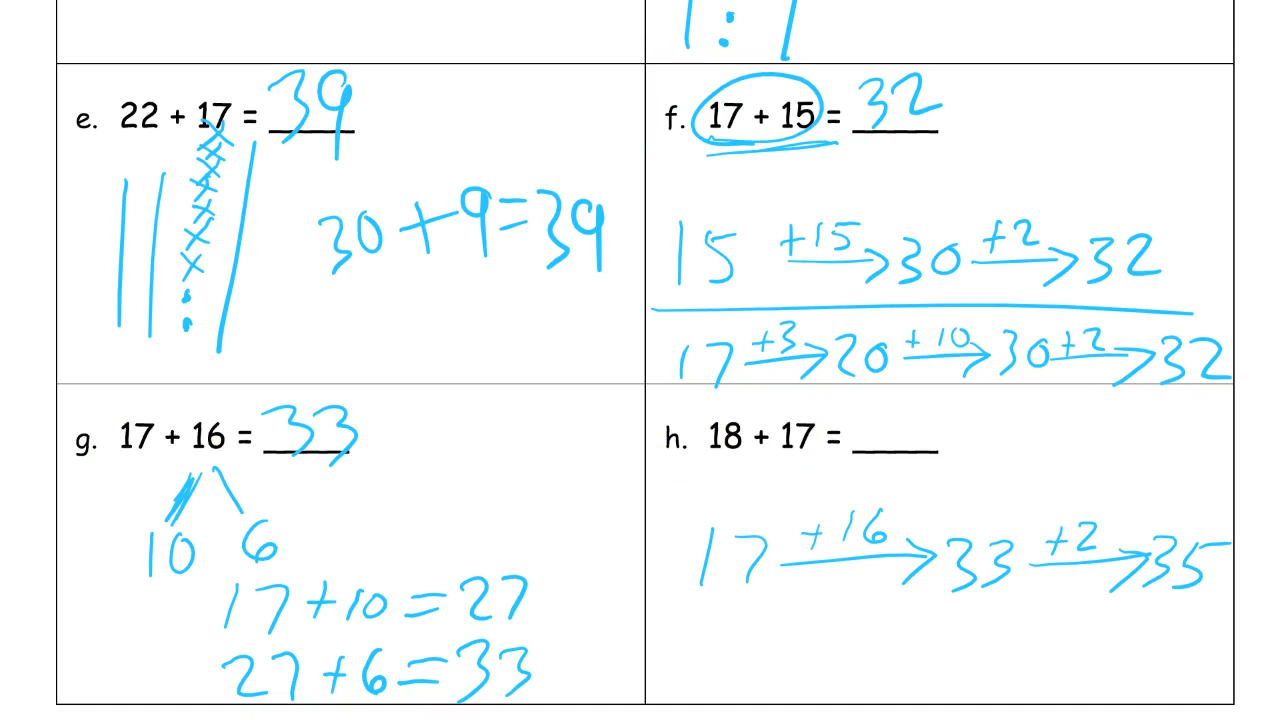 e. 22 + 17 = 39
30 + 9 = 39
f. 17 + 15 = 32
15 +15 → 30 +2 → 32
17 +3 → 20 +10 → 30 +2 → 32
g. 17 + 16 = 33
10 6
17 + 10 = 27
27 + 6 = 33
h. 18 + 17 = _____
17 +16 → 33 +2 → 35